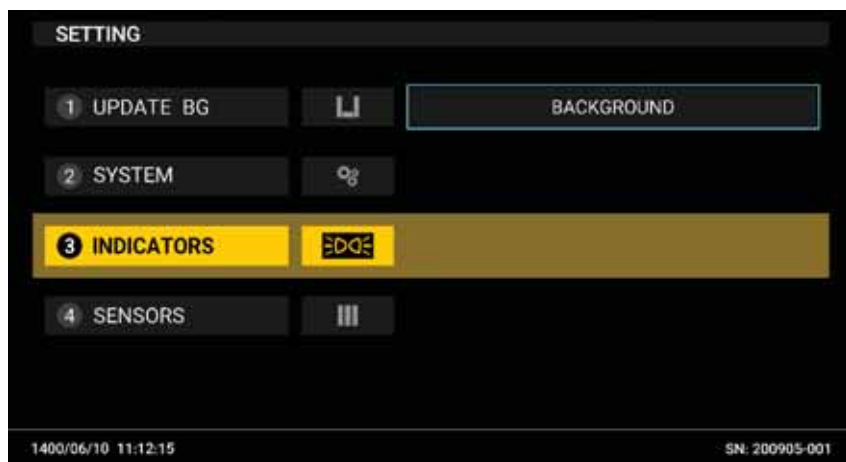 SETTING
1 UPDATE BG BACKGROUND
2 SYSTEM
3 INDICATORS
4 SENSORS
1400/06/10 11:12:15 SN: 200905-001